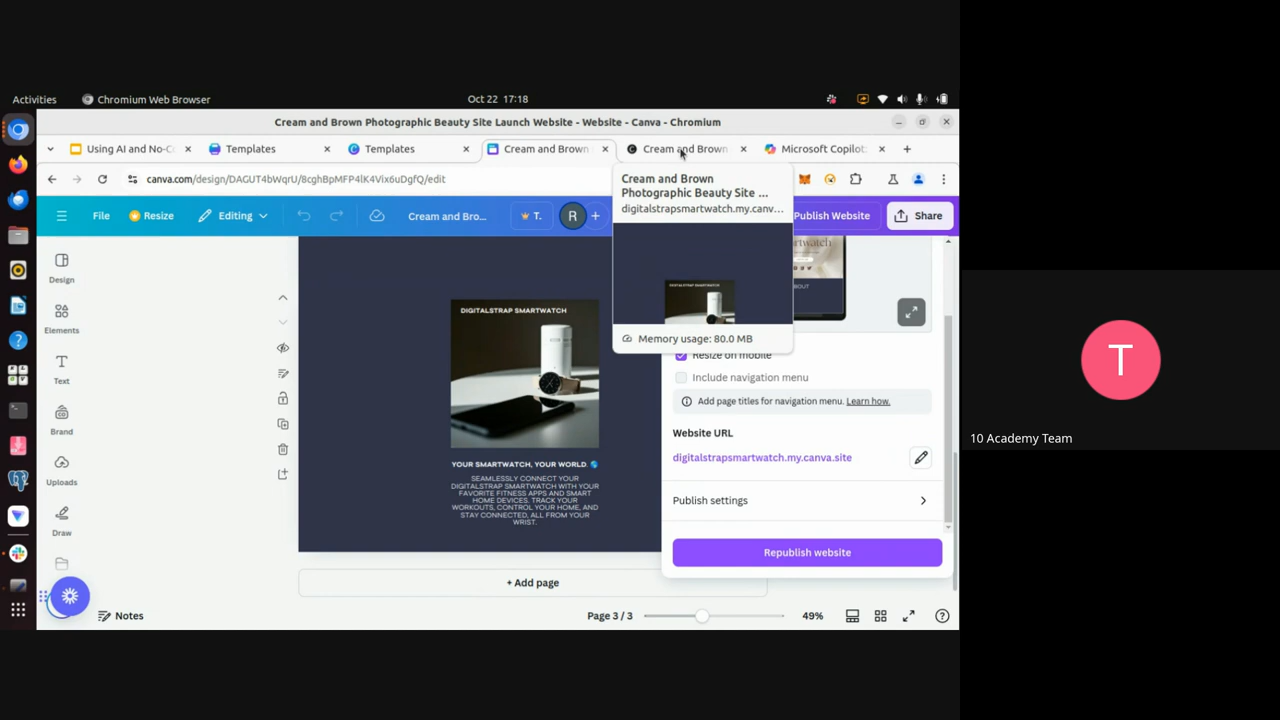 Activities
Chromium Web Browser
Oct 22 17:18
Cream and Brown Photographic Beauty Site Launch Website - Website - Canva - Chromium
Using AI and No-C
Templates
Templates
Cream and Brown
Cream and Brown
Microsoft Copilot:
canva.com/design/DAGUT4bWqrU/8cghBpMFP4lK4Vix6uDgfQ/edit
File
Resize
Editing
Cream and Bro...
T.
R
Publish Website
Share
Cream and Brown
Photographic Beauty Site ...
digitalstrapsmartwatch.my.canv...
DIGITALSTRAP SMARTWATCH
Memory usage: 80.0 MB
Design
Elements
Text
Brand
Uploads
Draw
DIGITALSTRAP SMARTWATCH
YOUR SMARTWATCH, YOUR WORLD.
SEAMLESSLY CONNECT YOUR
DIGITALSTRAP SMARTWATCH WITH YOUR
FAVORITE FITNESS APPS AND SMART
HOME DEVICES. TRACK YOUR
WORKOUTS, CONTROL YOUR HOME, AND
STAY CONNECTED, ALL FROM YOUR
WRIST.
Resize on mobile
Include navigation menu
Add page titles for navigation menu. Learn how.
Website URL
digitalstrapsmartwatch.my.canva.site
Publish settings
Republish website
+ Add page
Notes
Page 3 / 3
49%
T
10 Academy Team